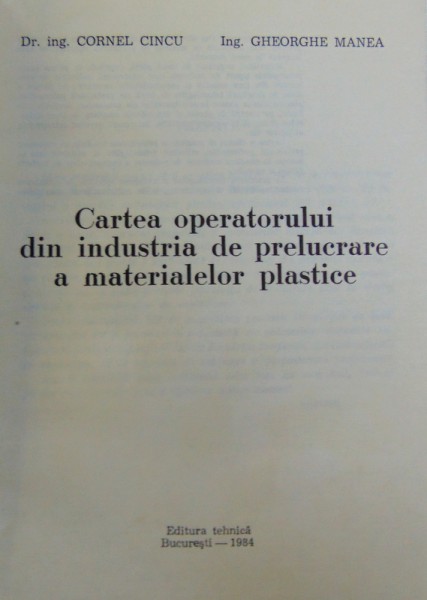 Dr. ing. CORNEL CINCU Ing. GHEORGHE MANEA
Cartea operatorului
din industria de prelucrare
a materialelor plastice
Editura tehnică
București — 1984